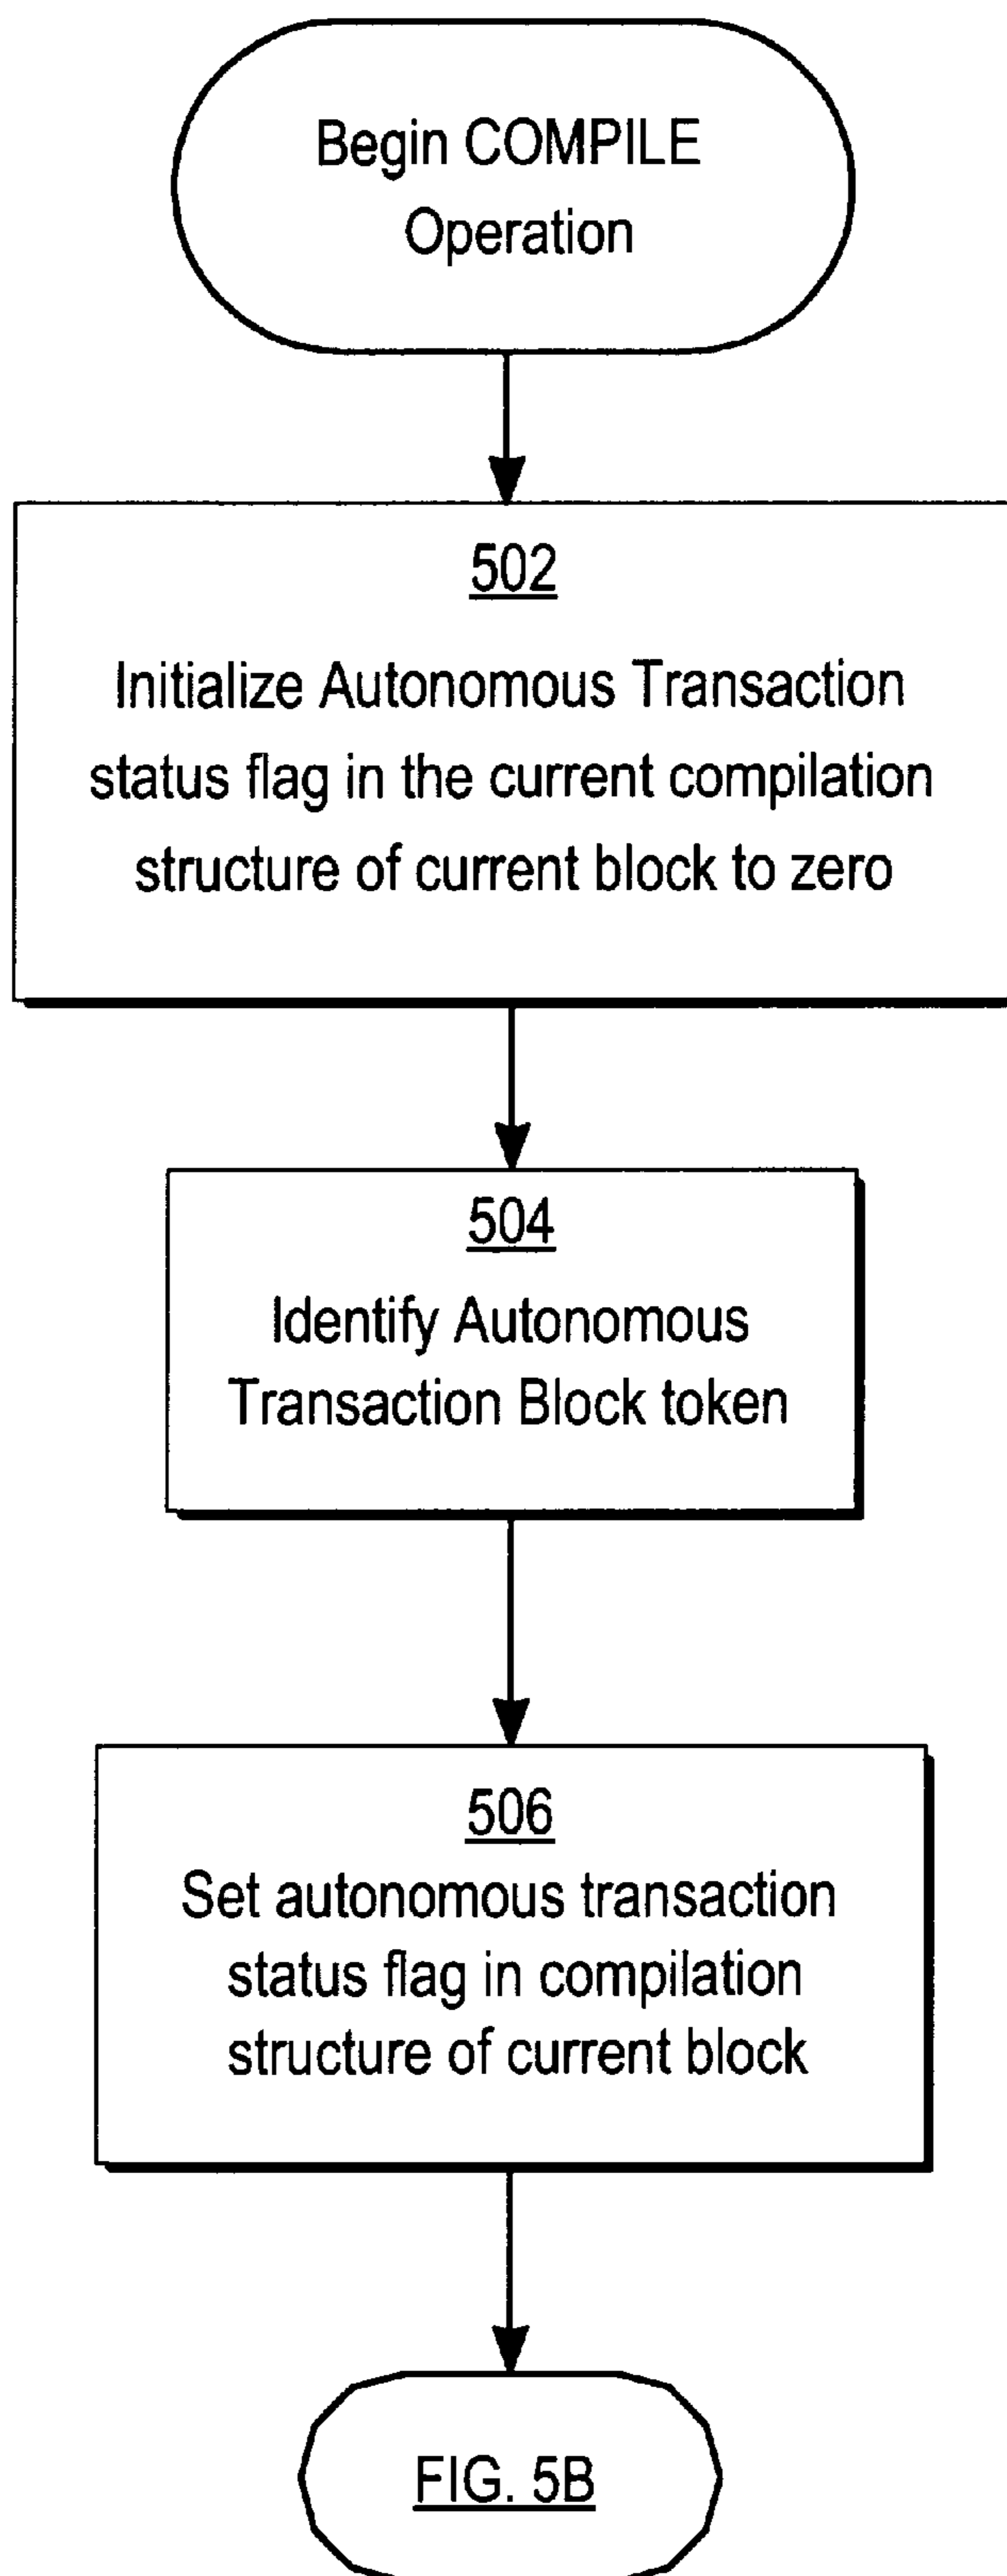 Begin COMPILE
Operation
502
Initialize Autonomous Transaction
status flag in the current compilation
structure of current block to zero
504
Identify Autonomous
Transaction Block token
506
Set autonomous transaction
status flag in compilation
structure of current block
FIG. 5B